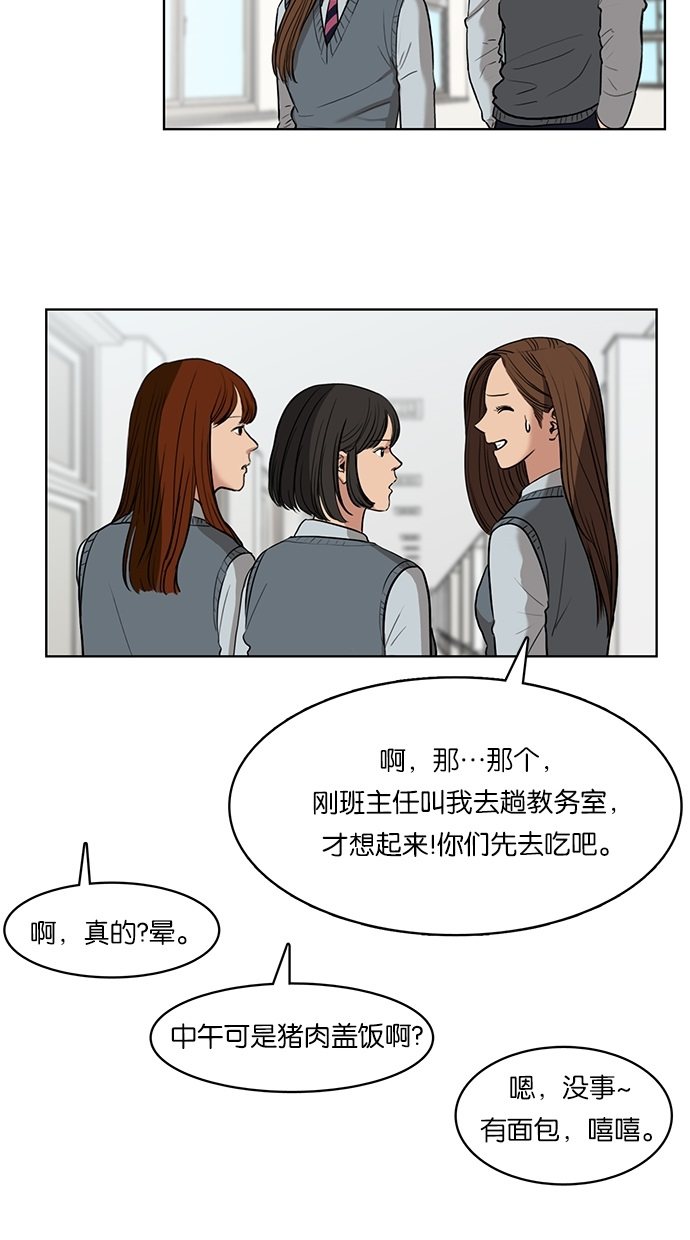 啊，那…那个，
刚班主任叫我去趟教务室，
才想起来!你们先去吃吧。
啊，真的?晕。
中午可是猪肉盖饭啊?
嗯，没事~
有面包，嘻嘻。